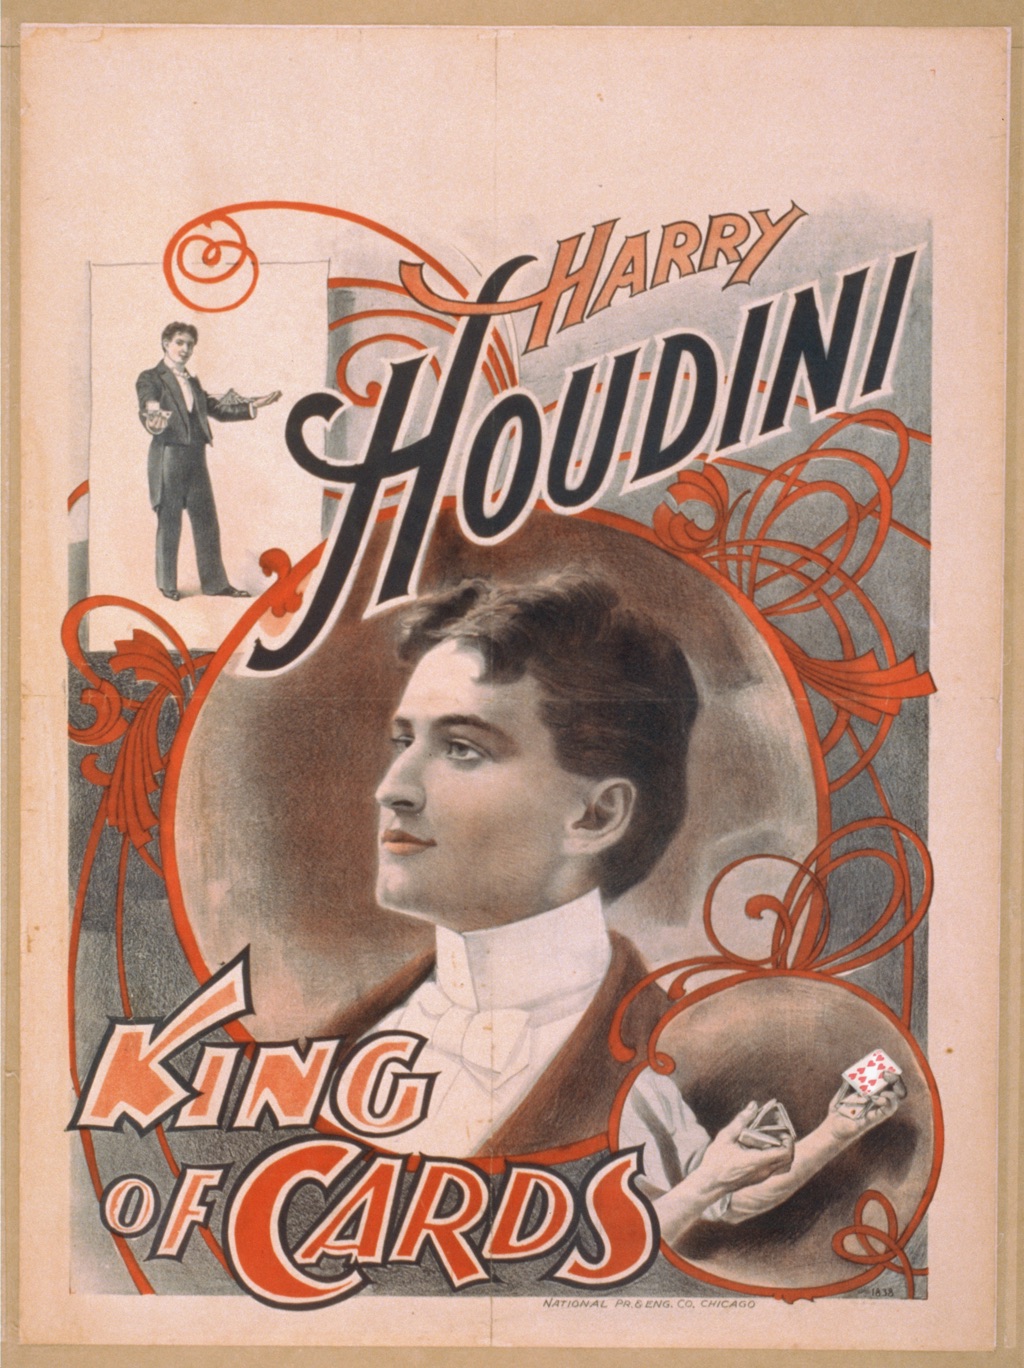 HARRY
HOUDINI
KING
OF CARDS
NATIONAL PR. & ENG. CO. CHICAGO
1838